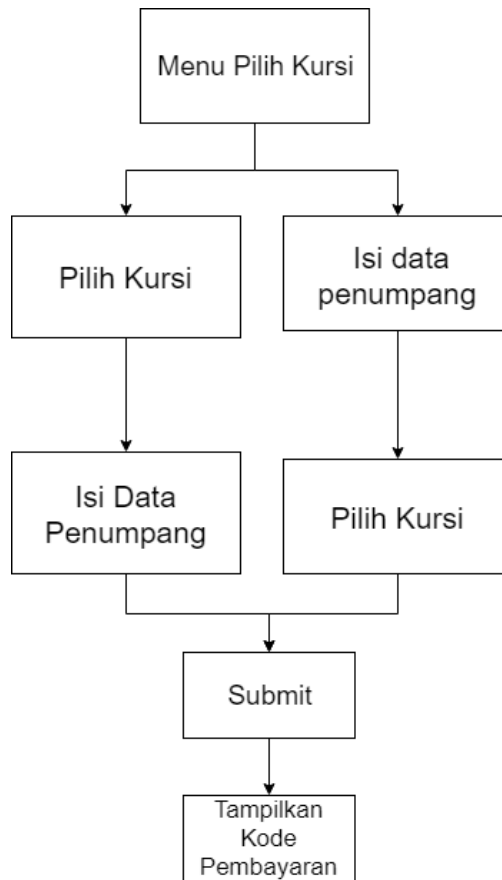 Menu Pilih Kursi
Pilih Kursi
Isi data
penumpang
Isi Data
Penumpang
Pilih Kursi
Submit
Tampilkan
Kode
Pembayaran